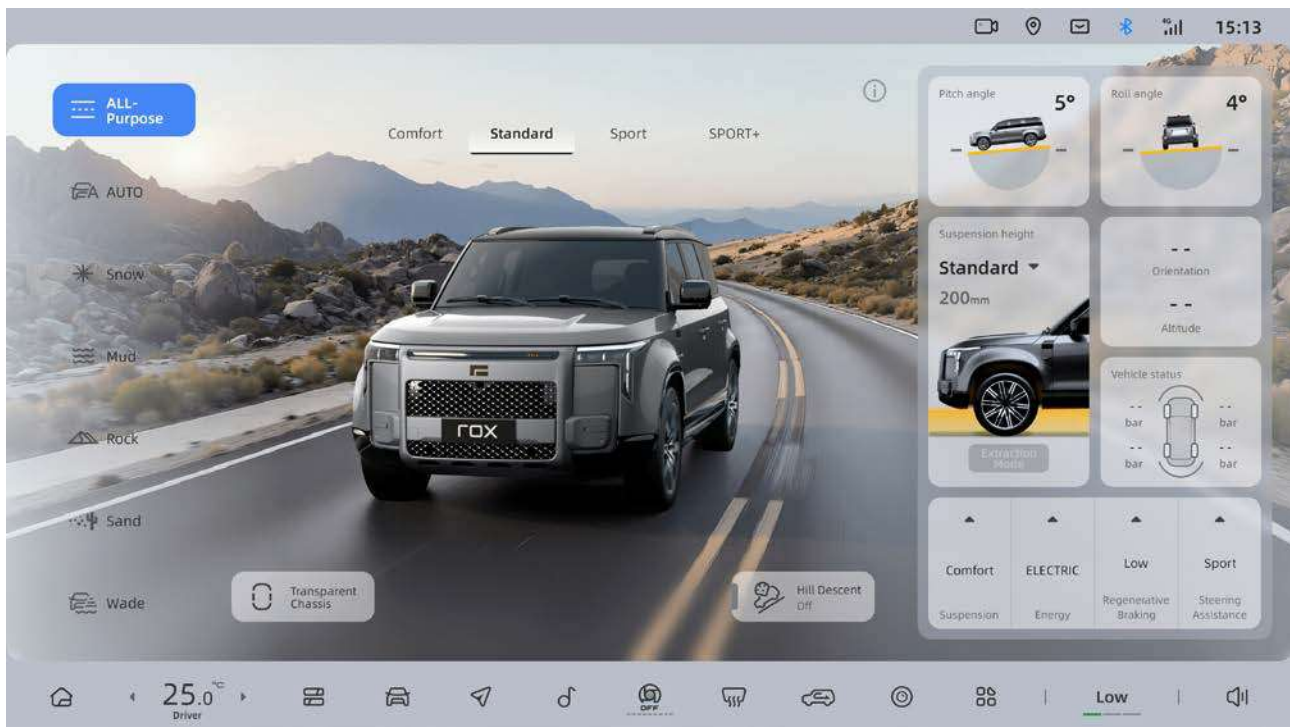 4G
15:13
ALL-
Purpose
AUTO
Snow
Mud
Rock
Sand
Wade
Comfort
Standard
Sport
SPORT+
rox
Transparent
Chassis
Hill Descent
Off
Pitch angle
5°
Roll angle
4°
Suspension height
Standard
200mm
Extraction
Mode
--
Orientation
--
Altitude
Vehicle status
-- --
bar bar
-- --
bar bar
Comfort
Suspension
ELECTRIC
Energy
Low
Regenerative
Braking
Sport
Steering
Assistance
25.0°C
Driver
OFF
Low